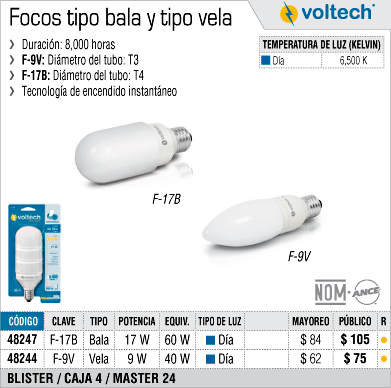 Focos tipo bala y tipo vela
voltech®
❯ Duración: 8,000 horas
❯ F-9V: Diámetro del tubo: T3
❯ F-17B: Diámetro del tubo: T4
❯ Tecnología de encendido instantáneo
TEMPERATURA DE LUZ (KELVIN)
Día 6,500 K
F-17B
F-9V
voltech
NOM-ANCE
CÓDIGO CLAVE TIPO POTENCIA EQUIV. TIPO DE LUZ MAYOREO PÚBLICO R
48247 F-17B Bala 17 W 60 W Día $ 84 $ 105
48244 F-9V Vela 9 W 40 W Día $ 62 $ 75
BLISTER / CAJA 4 / MASTER 24